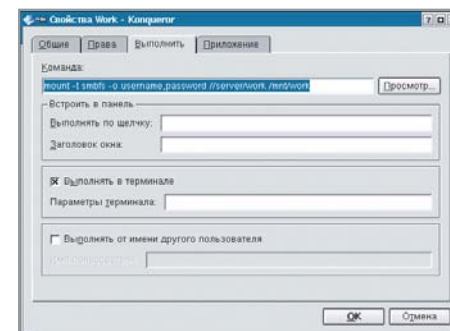 Свойства Work - Konqueror
Общие Права Выполнить Приложение
Команда:
mount -t smbfs -o username,password //server/work /mnt/work
Просмотр...
Встроить в панель
Выполнять по щелчку:
Заголовок окна:
Выполнять в терминале
Параметры терминала:
Выполнять от имени другого пользователя
OK Отмена